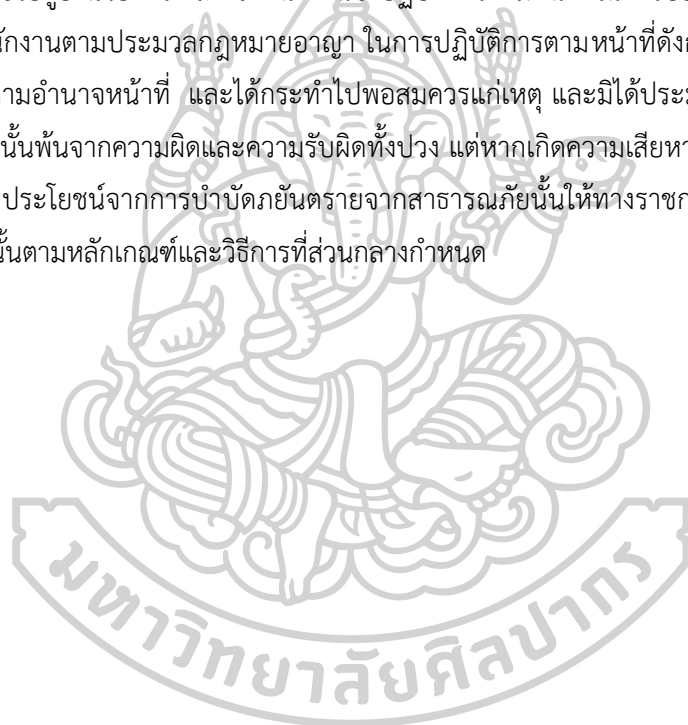 นักงานตามประมวลกฎหมายอาญา ในการปฏิบัติการตามหน้าที่ดัง
ามอำนาจหน้าที่ และได้กระทำไปพอสมควรแก่เหตุ และมิได้ประ
นั้นพ้นจากความผิดและความรับผิดทั้งปวง แต่หากเกิดความเสียหา
ประโยชน์จากการบำบัดภยันตรายจากสาธารณภัยนั้นให้ทางราชก
นั้นตามหลักเกณฑ์และวิธีการที่ส่วนกลางกำหนด
มหาวิทยาลัยศิลปากร